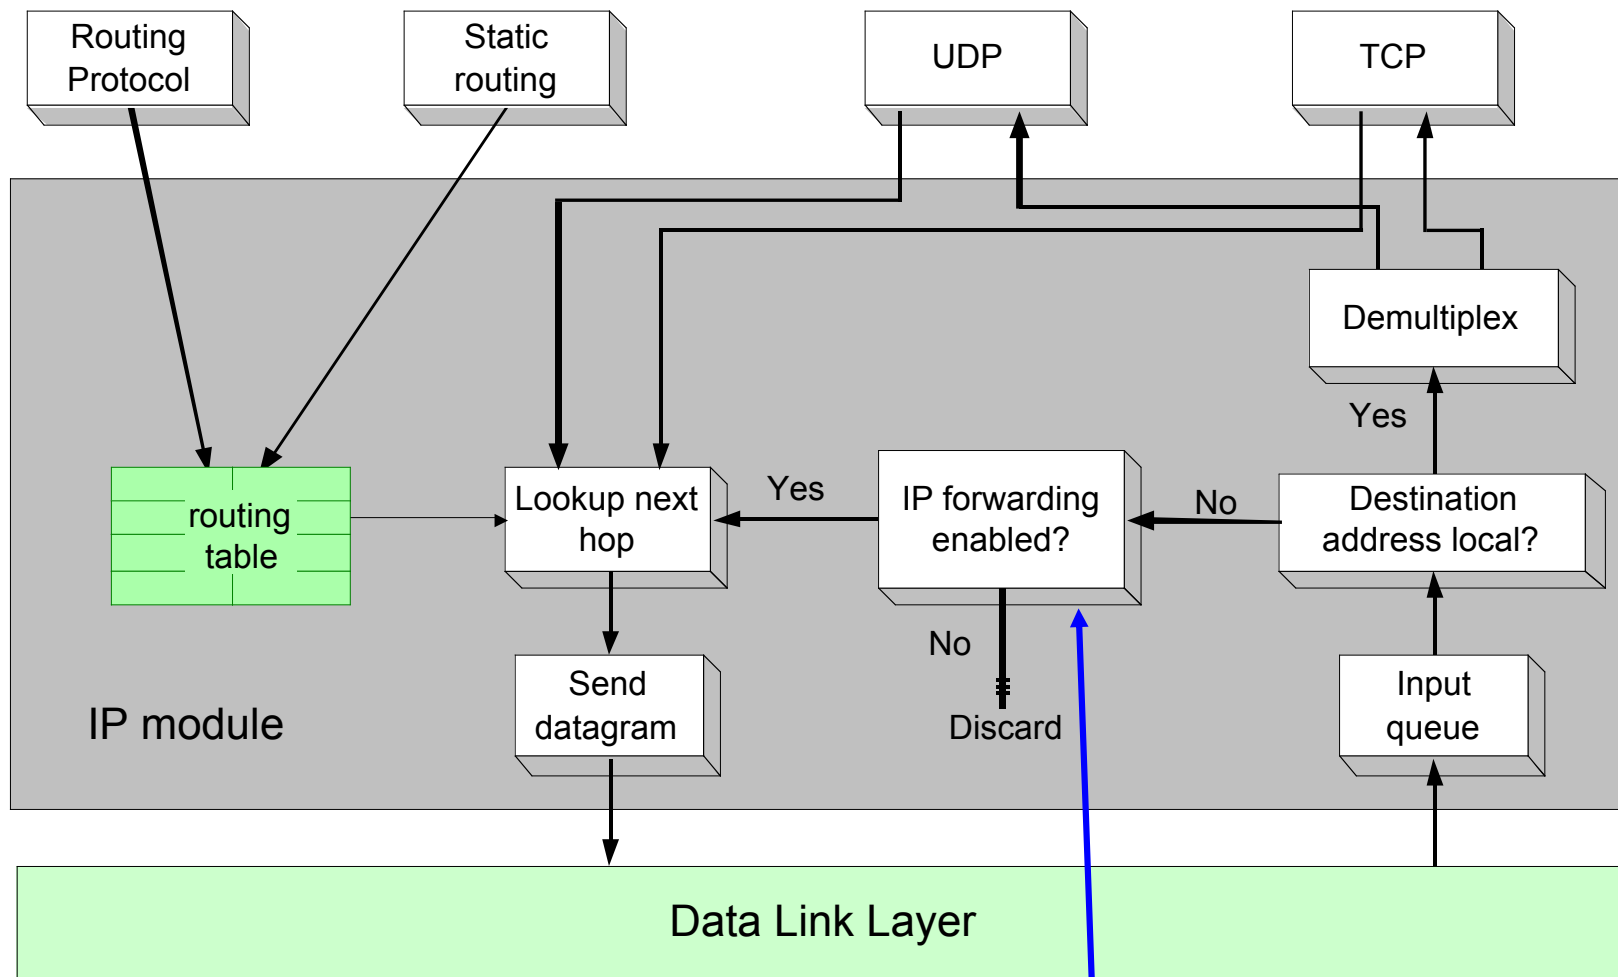 Routing
Protocol
Static
routing
UDP
TCP
Demultiplex
Yes
routing
table
Lookup next
hop
Yes
IP forwarding
enabled?
No
Destination
address local?
No
Discard
Send
datagram
Input
queue
IP module
Data Link Layer